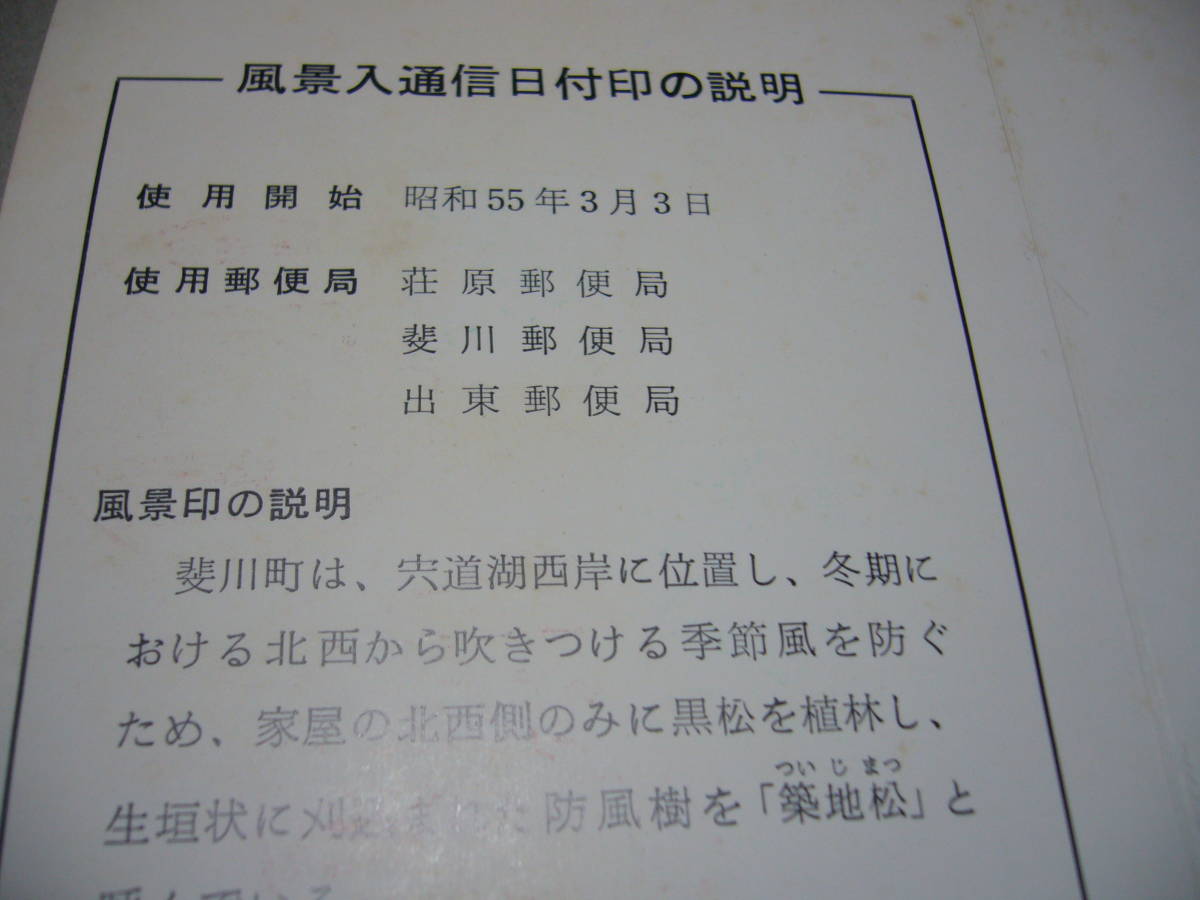 風景入通信日付印の説明
使用開始 昭和55年3月3日
使用郵便局 荘原郵便局
斐川郵便局
出東郵便局
風景印の説明
斐川町は、宍道湖西岸に位置し、冬期に
おける北西から吹きつける季節風を防ぐ
ため、家屋の北西側のみに黒松を植林し、
ついじまつ
生垣状に刈込まれた防風樹を「築地松」と